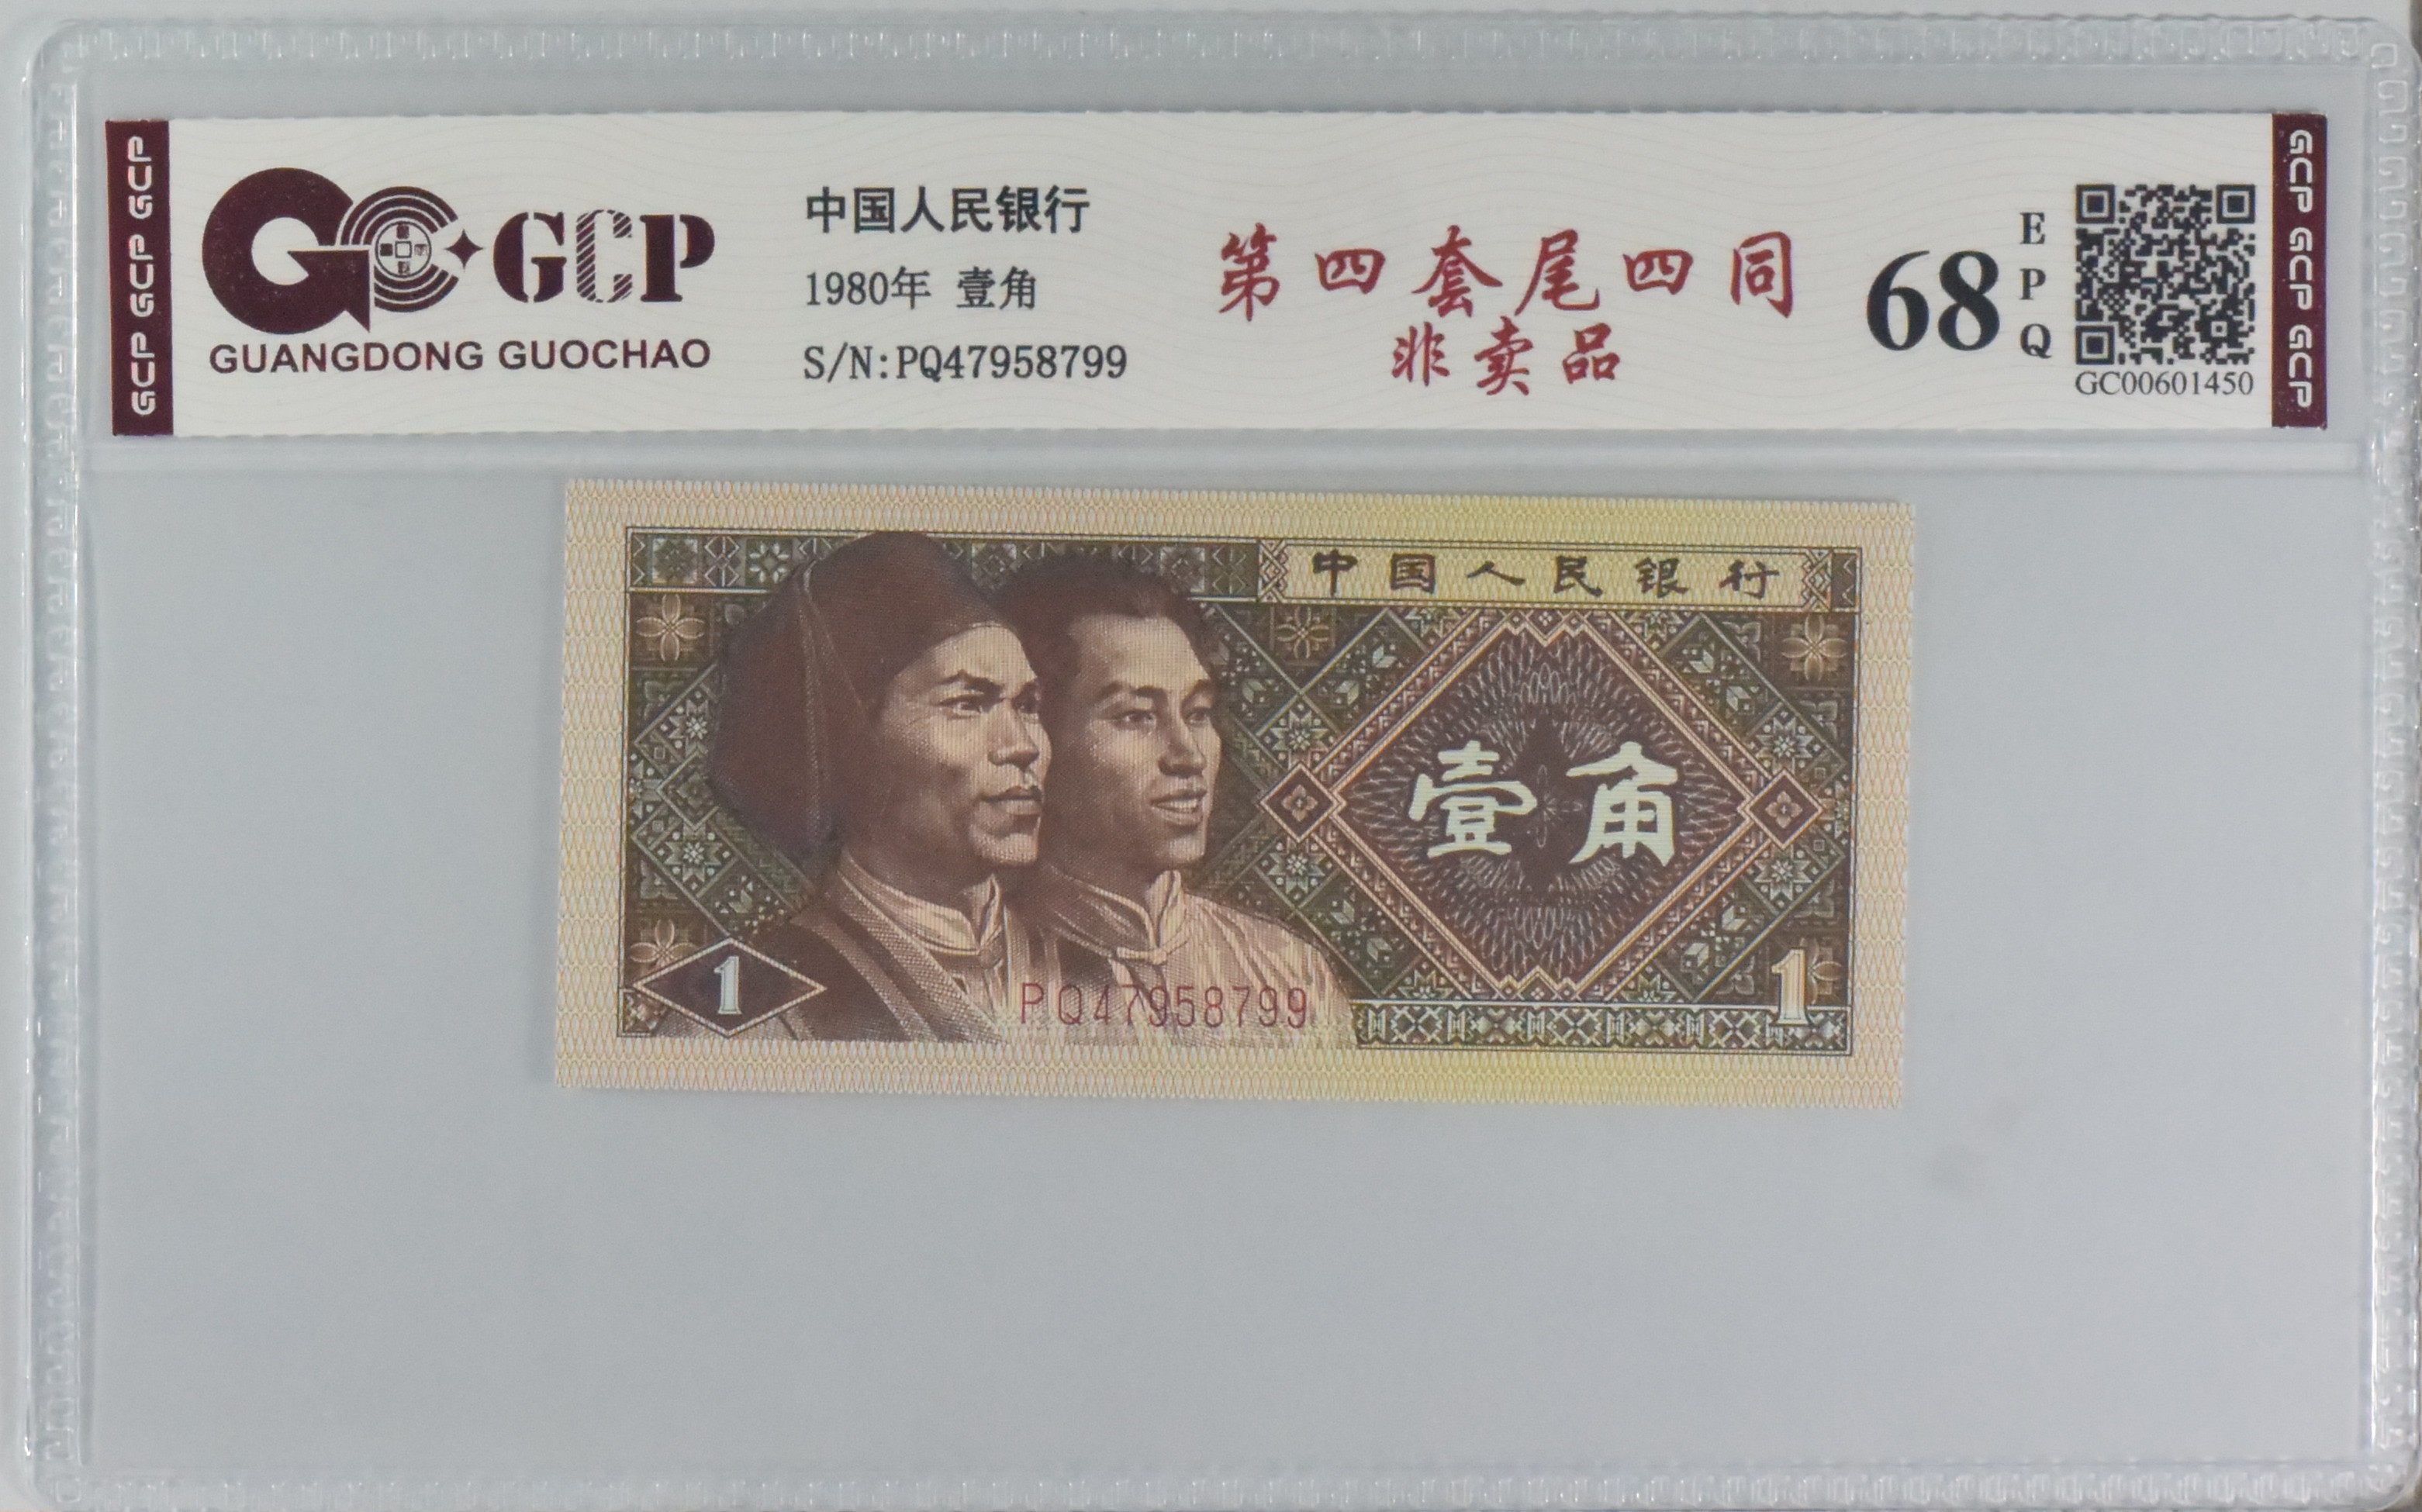 GCP GCP GCP
GCP
GUANGDONG GUOCHAO
中国人民银行
1980年 壹角
S/N:PQ47958799
第四套尾四同
非卖品
68
EPQ
GC00601450
GCP GCP GCP
中国人民银行
壹角
1
PQ47958799
1